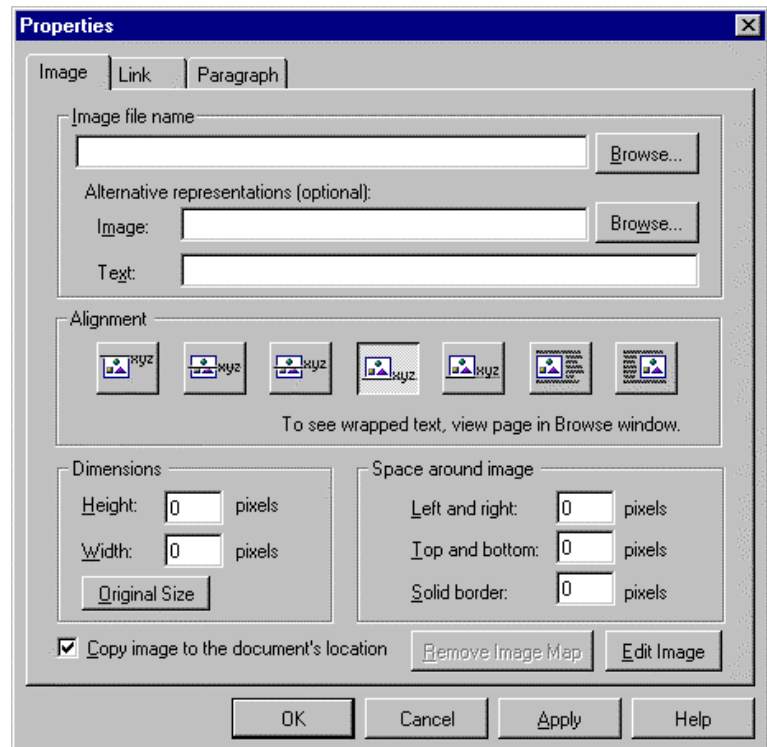 Properties
Image Link Paragraph
Image file name
Browse...
Alternative representations (optional):
Image: Browse...
Text:
Alignment
xyz xyz xyz xyz xyz
To see wrapped text, view page in Browse window.
Dimensions Space around image
Height: 0 pixels Left and right: 0 pixels
Width: 0 pixels Top and bottom: 0 pixels
Original Size Solid border: 0 pixels
Copy image to the document's location Remove Image Map Edit Image
OK Cancel Apply Help